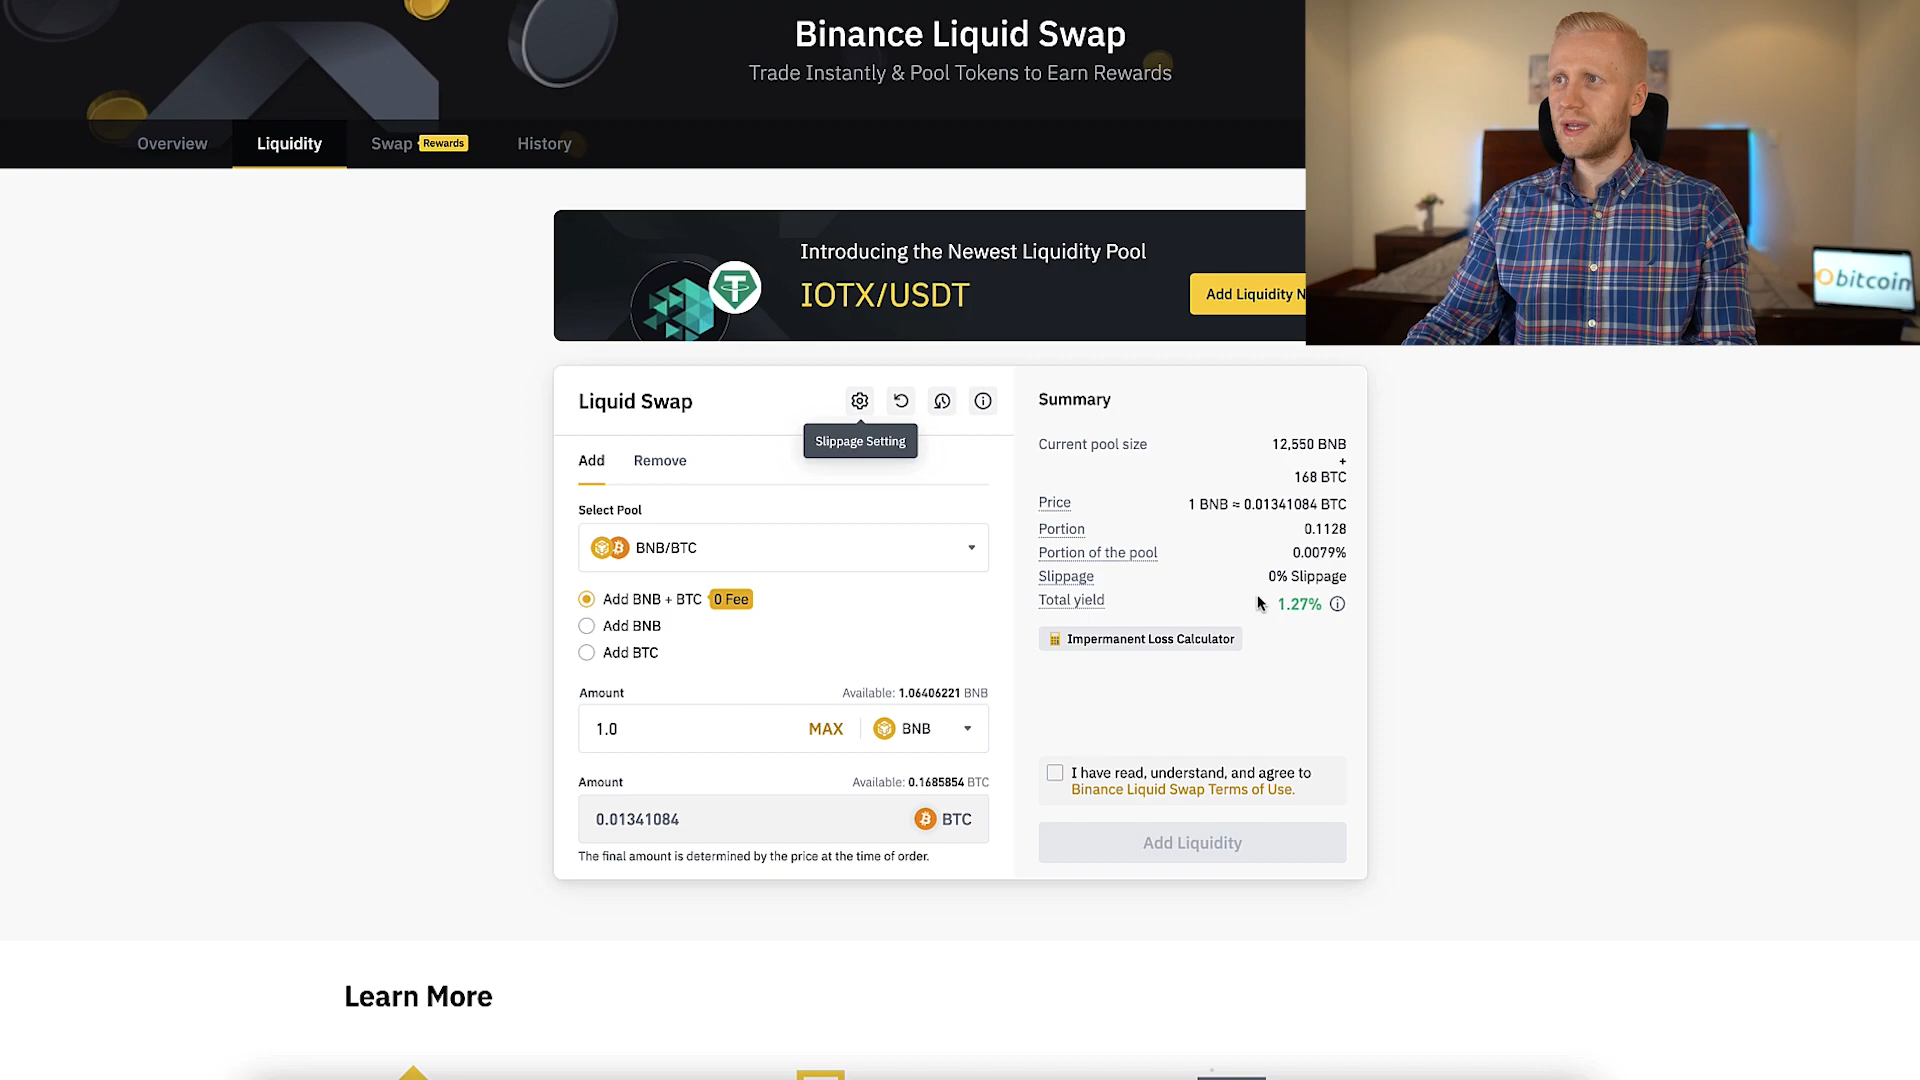 Binance Liquid Swap
Trade Instantly & Pool Tokens to Earn Rewards
Overview
Liquidity
Swap Rewards
History
Introducing the Newest Liquidity Pool
IOTX/USDT
Add Liquidity N
bitcoin
Liquid Swap
Slippage Setting
Add
Remove
Select Pool
BNB/BTC
Add BNB + BTC 0 Fee
Add BNB
Add BTC
Amount
Available: 1.06406221 BNB
1.0
MAX
BNB
Amount
Available: 0.1685854 BTC
0.01341084
BTC
The final amount is determined by the price at the time of order.
Summary
Current pool size
12,550 BNB
+
168 BTC
Price
1 BNB ≈ 0.01341084 BTC
Portion
0.1128
Portion of the pool
0.0079%
Slippage
0% Slippage
Total yield
1.27%
Impermanent Loss Calculator
I have read, understand, and agree to
Binance Liquid Swap Terms of Use.
Add Liquidity
Learn More